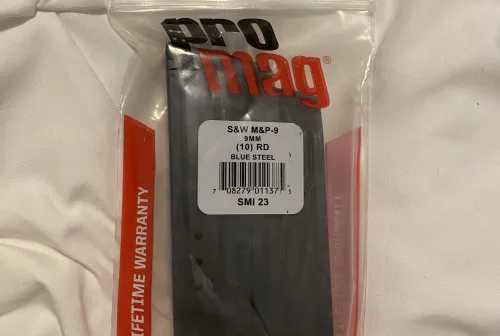 pro
mag®
S&W M&P-9
9MM
(10) RD
BLUE STEEL
7 08279 01137 3
SMI 23
LIFETIME WARRANTY